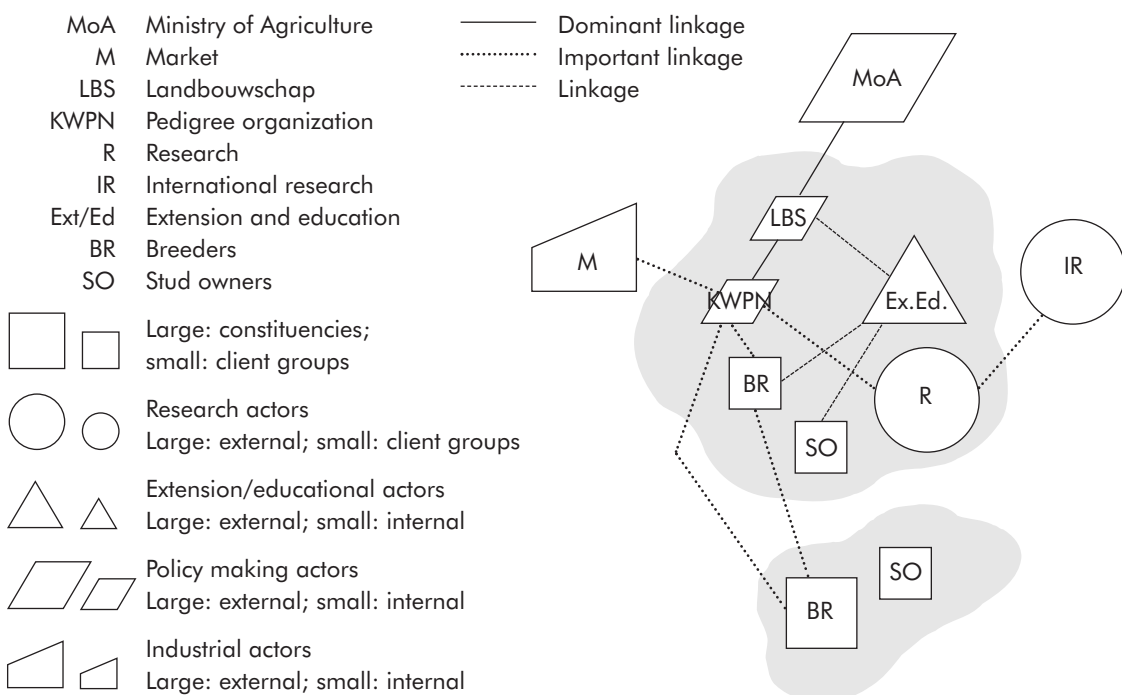 MoA Ministry of Agriculture
M Market
LBS Landbouwschap
KWPN Pedigree organization
R Research
IR International research
Ext/Ed Extension and education
BR Breeders
SO Stud owners
Large: constituencies;
small: client groups
Research actors
Large: external; small: client groups
Extension/educational actors
Large: external; small: internal
Policy making actors
Large: external; small: internal
Industrial actors
Large: external; small: internal
Dominant linkage
Important linkage
Linkage
MoA
LBS
M
IR
KWPN
Ex.Ed.
BR
R
SO
SO
BR